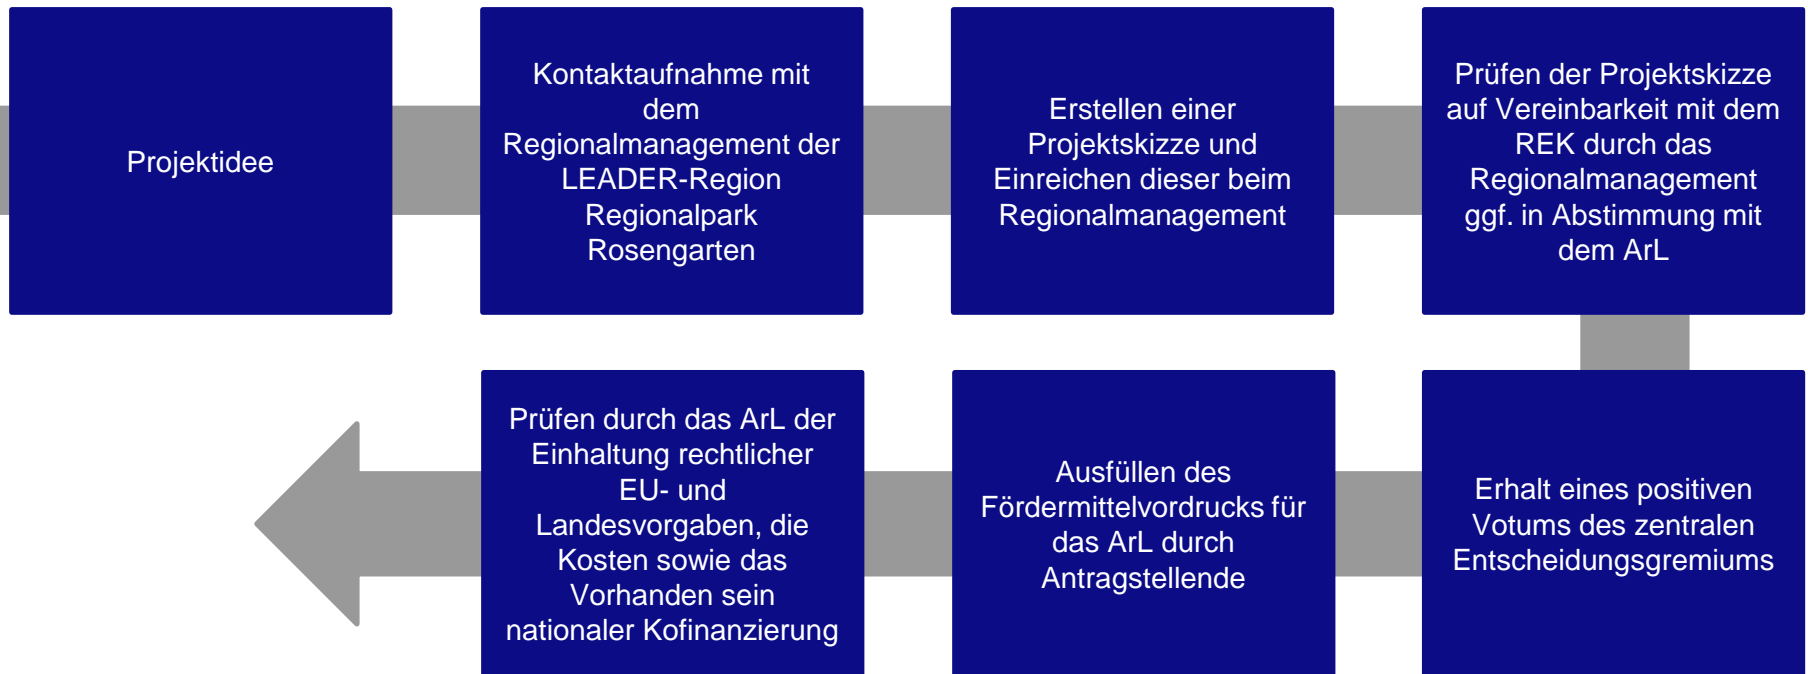 Projektidee
Kontaktaufnahme mit
dem
Regionalmanagement der
LEADER-Region
Regionalpark
Rosengarten
Erstellen einer
Projektskizze und
Einreichen dieser beim
Regionalmanagement
Prüfen der Projektskizze
auf Vereinbarkeit mit dem
REK durch das
Regionalmanagement
ggf. in Abstimmung mit
dem ArL
Erhalt eines positiven
Votums des zentralen
Entscheidungsgremiums
Ausfüllen des
Fördermittelvordrucks für
das ArL durch
Antragstellende
Prüfen durch das ArL der
Einhaltung rechtlicher
EU- und
Landesvorgaben, die
Kosten sowie das
Vorhanden sein
nationaler Kofinanzierung